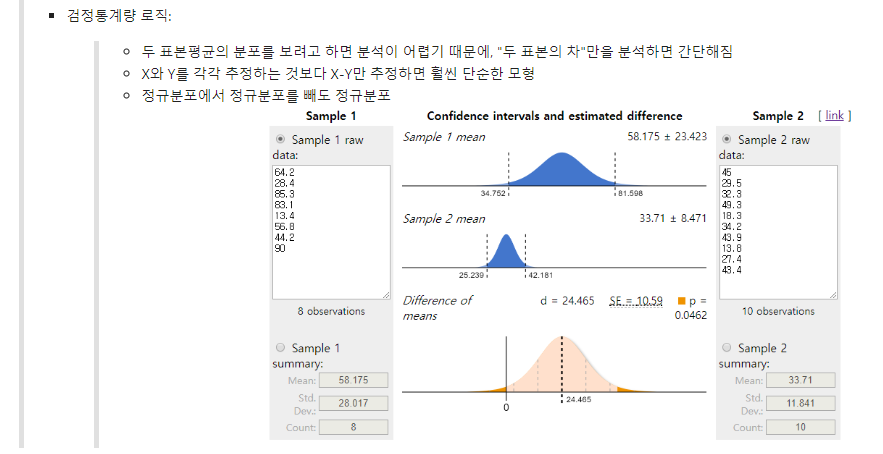 검정통계량 로직:
두 표본평균의 분포를 보려고 하면 분석이 어렵기 때문에, "두 표본의 차"만을 분석하면 간단해짐
X와 Y를 각각 추정하는 것보다 X-Y만 추정하면 훨씬 단순한 모형
정규분포에서 정규분포를 빼도 정규분포
Sample 1
Sample 1 raw
data:
64.2
28.4
85.3
83.1
13.4
56.8
44.2
90
8 observations
Sample 1
summary:
Mean: 58.175
Std.
Dev.: 28.017
Count: 8
Confidence intervals and estimated difference
Sample 1 mean 58.175 ± 23.423
34.752 81.598
Sample 2 mean 33.71 ± 8.471
25.239 42.181
Difference of
means
d = 24.465 SE = 10.59 p =
0.0462
0 24.465
Sample 2 [ link ]
Sample 2 raw
data:
45
29.5
32.3
49.3
18.3
34.2
43.9
13.8
27.4
43.4
10 observations
Sample 2
summary:
Mean: 33.71
Std.
Dev.: 11.841
Count: 10